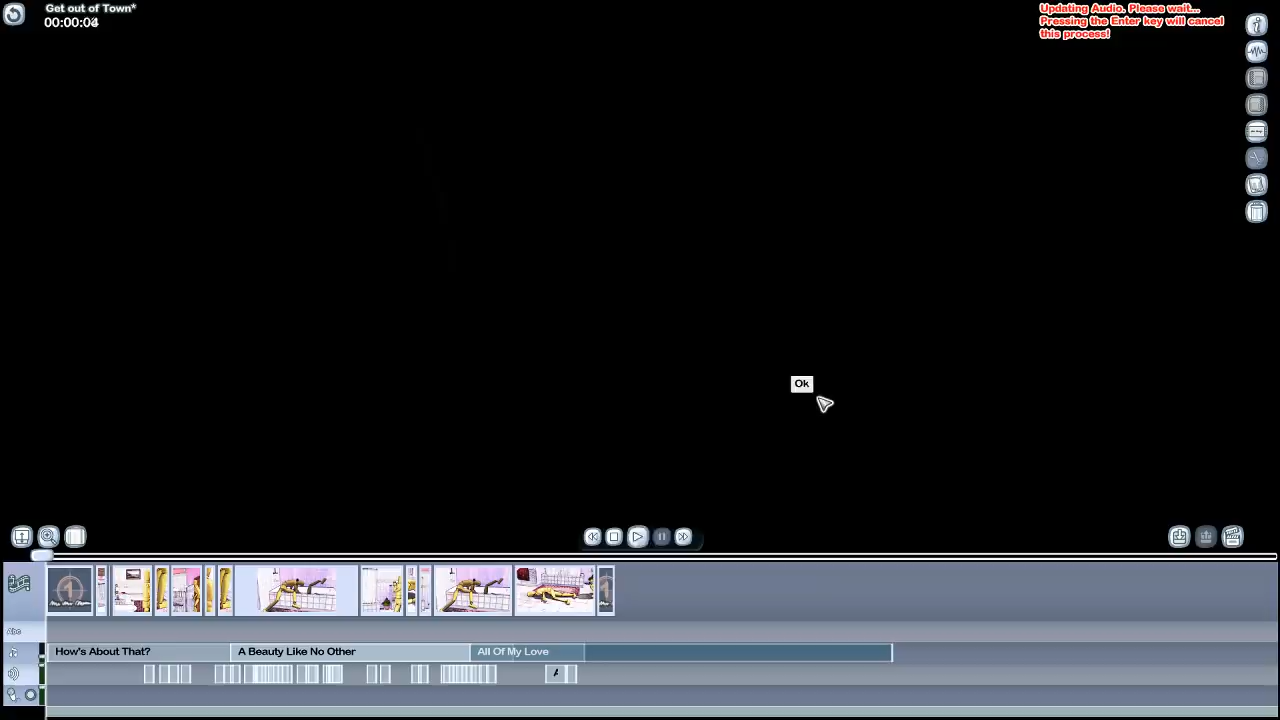 Get out of Town*
00:00:04
Updating Audio. Please wait...
Pressing the Enter key will cancel
this process!
Ok
Abc
How's About That?
A Beauty Like No Other
All Of My Love